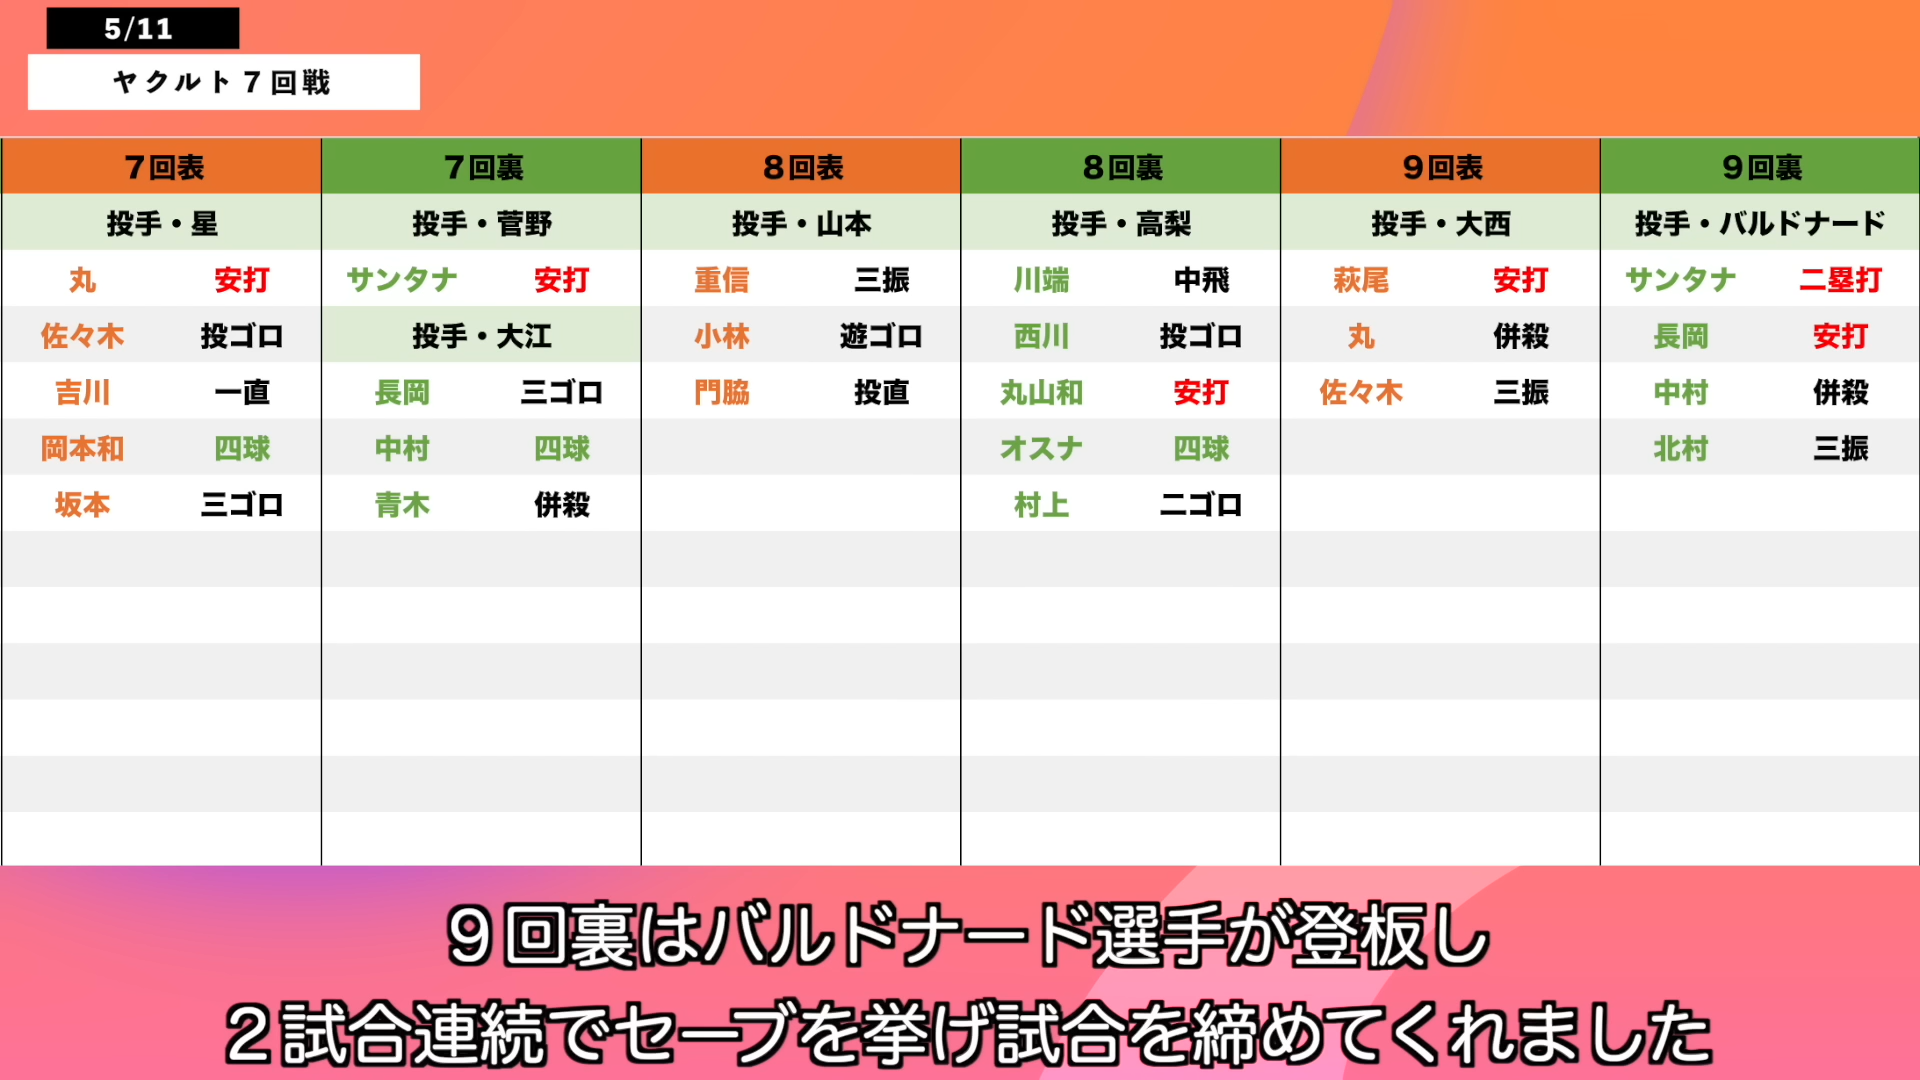 5/11
ヤクルト7回戦
7回表 7回裏 8回表 8回裏 9回表 9回裏
投手・星 投手・菅野 投手・山本 投手・高梨 投手・大西 投手・バルドナード
丸 安打 サンタナ 安打 重信 三振 川端 中飛 萩尾 安打 サンタナ 二塁打
佐々木 投ゴロ 投手・大江 小林 遊ゴロ 西川 投ゴロ 丸 併殺 長岡 安打
吉川 一直 長岡 三ゴロ 門脇 投直 丸山和 安打 佐々木 三振 中村 併殺
岡本和 四球 中村 四球 オスナ 四球 北村 三振
坂本 三ゴロ 青木 併殺 村上 二ゴロ
9回裏はバルドナード選手が登板し
2試合連続でセーブを挙げ試合を締めてくれました